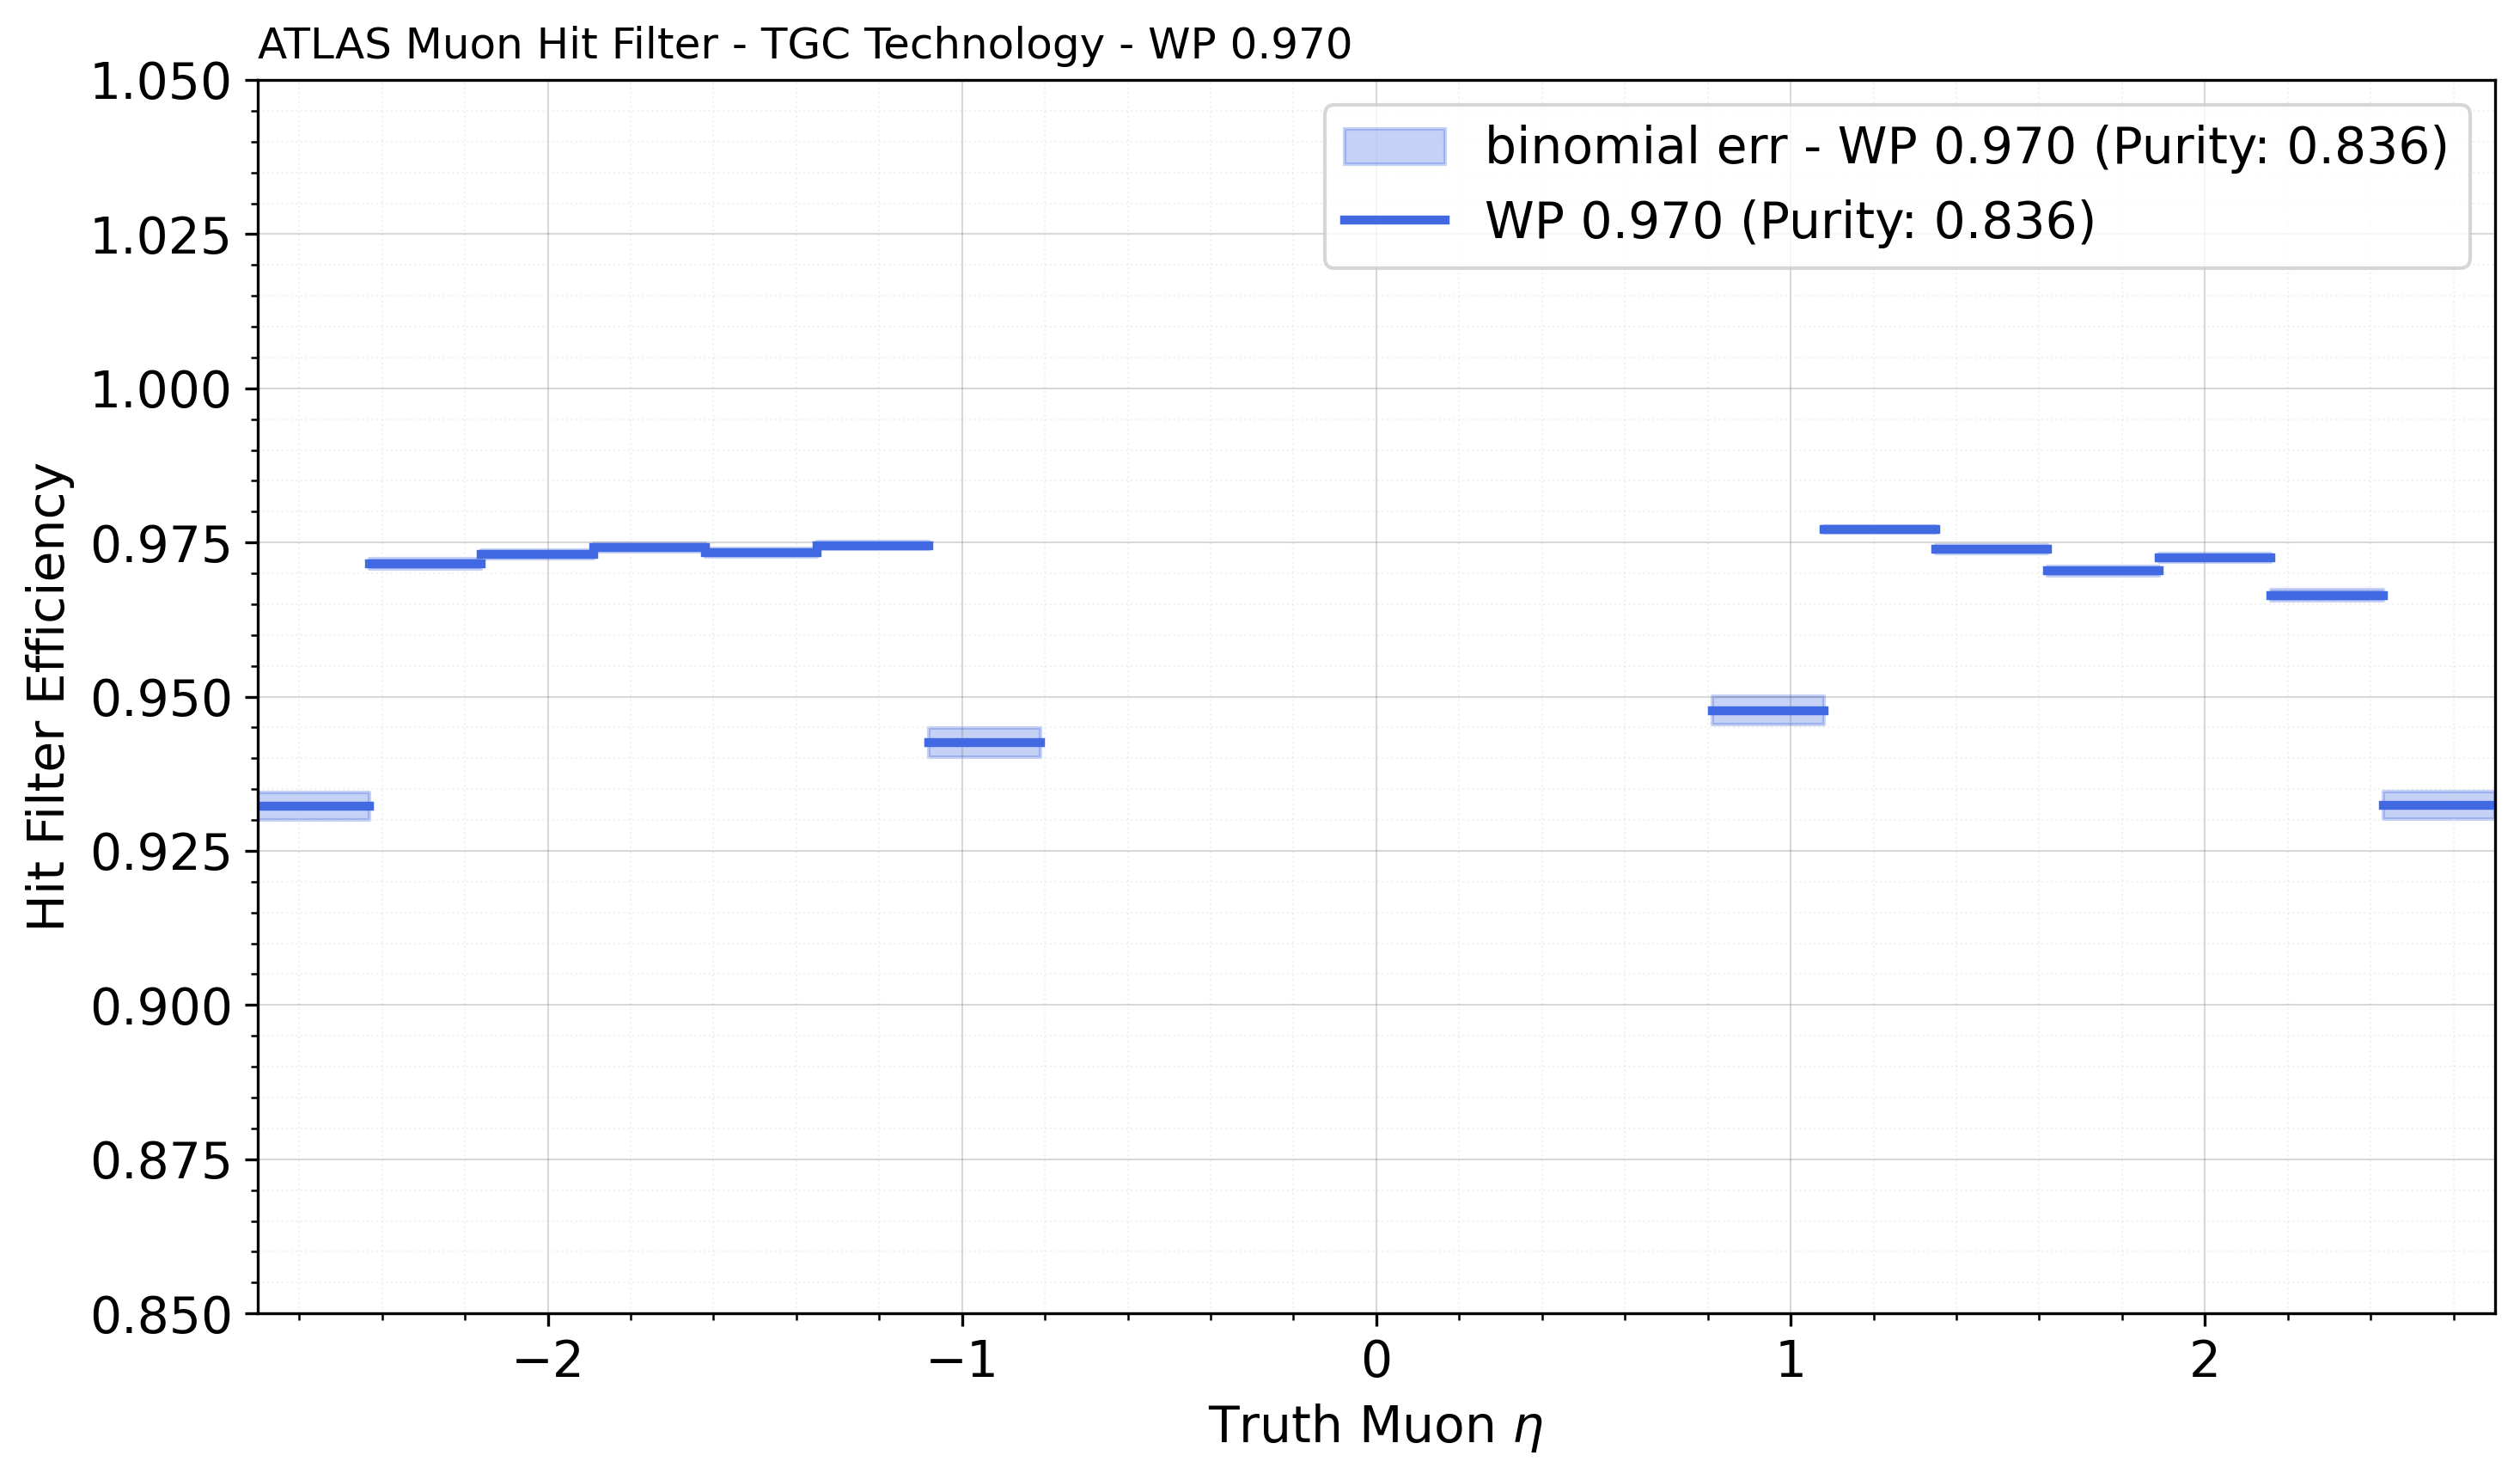 ATLAS Muon Hit Filter - TGC Technology - WP 0.970
1.050
1.025
1.000
0.975
0.950
0.925
0.900
0.875
0.850
Hit Filter Efficiency
binomial err - WP 0.970 (Purity: 0.836)
WP 0.970 (Purity: 0.836)
−2 −1 0 1 2
Truth Muon η